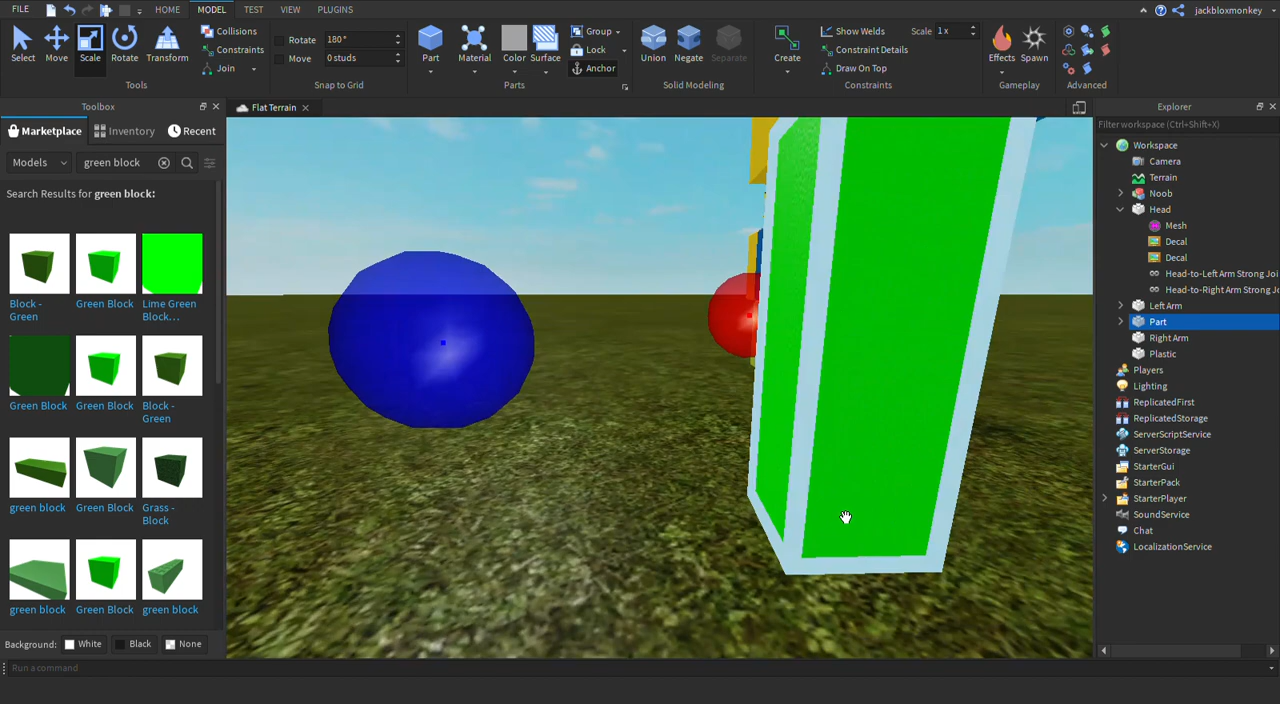 FILE HOME MODEL TEST VIEW PLUGINS jackbloxmonkey
Select Move Scale Rotate Transform
Collisions
Constraints
Join
Tools
Rotate 180°
Move 0 studs
Snap to Grid
Part Material Color Surface
Group
Lock
Anchor
Parts
Union Negate Separate
Solid Modeling
Create
Show Welds Scale 1 x
Constraint Details
Draw On Top
Constraints
Effects Spawn
Gameplay
Advanced
Toolbox
Marketplace Inventory Recent
Models green block
Search Results for green block:
Block - Green
Green Block
Lime Green Block...
Green Block
Green Block
Block - Green
green block
Green Block
Grass - Block
green block
Green Block
green block
Background: White Black None
Run a command
Flat Terrain
Explorer
Filter workspace (Ctrl+Shift+X)
Workspace
Camera
Terrain
Noob
Head
Mesh
Decal
Decal
Head-to-Left Arm Strong Joi
Head-to-Right Arm Strong Jo
Left Arm
Part
Right Arm
Plastic
Players
Lighting
ReplicatedFirst
ReplicatedStorage
ServerScriptService
ServerStorage
StarterGui
StarterPack
StarterPlayer
SoundService
Chat
LocalizationService